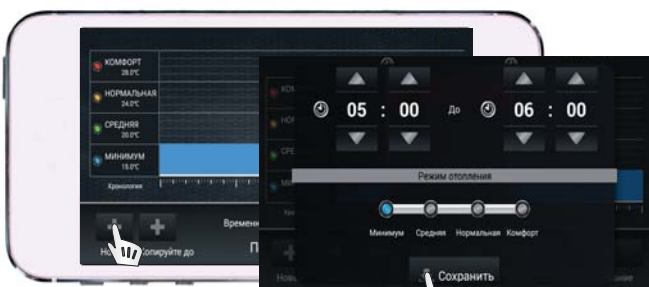 КОМФОРТ
28.0°C
НОРМАЛЬНАЯ
24.0°C
СРЕДНЯЯ
20.0°C
МИНИМУМ
15.0°C
Хронология
Копируйте до
05 : 00 До 06 : 00
Режим отопления
Минимум Средняя Нормальная Комфорт
Сохранить